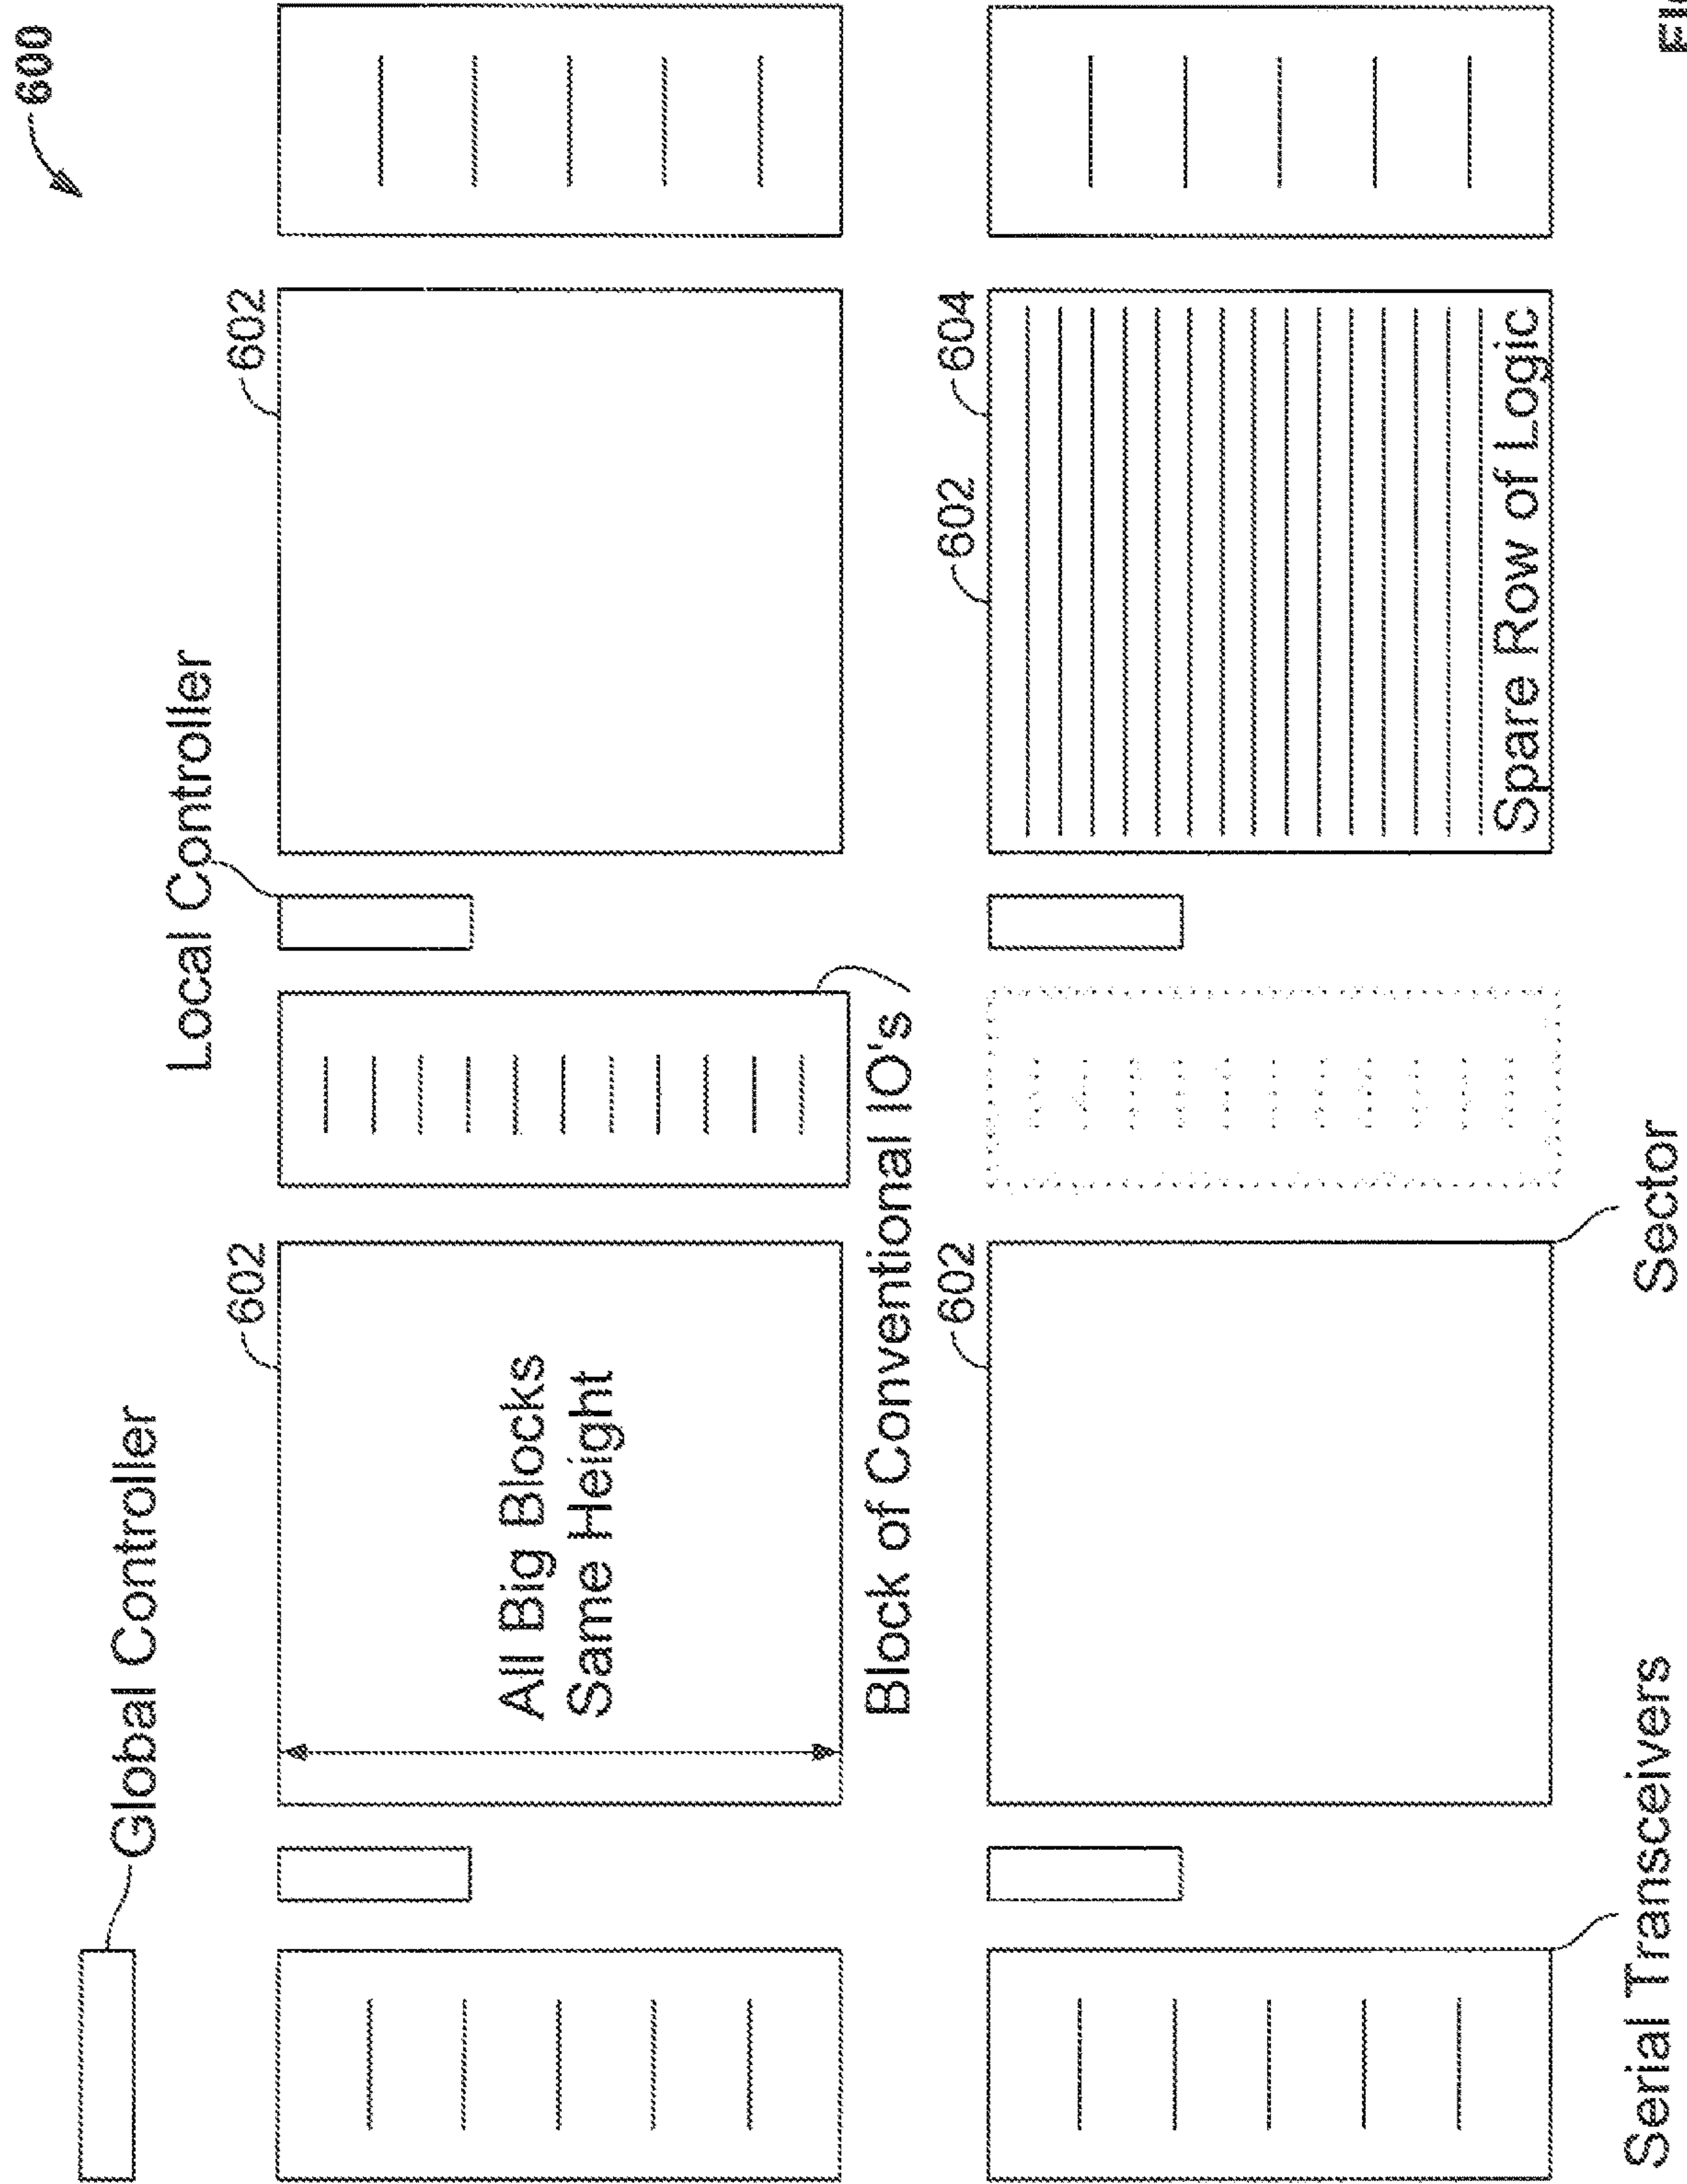 600
Global Controller
Local Controller
602
602
All Big Blocks
Same Height
Block of Conventional IO's
602
602
604
Spare Row of Logic
Sector
Serial Transceivers